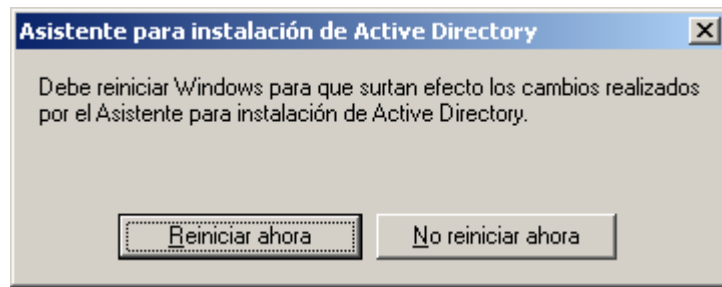 Asistente para instalación de Active Directory
Debe reiniciar Windows para que surtan efecto los cambios realizados
por el Asistente para instalación de Active Directory.
Reiniciar ahora
No reiniciar ahora